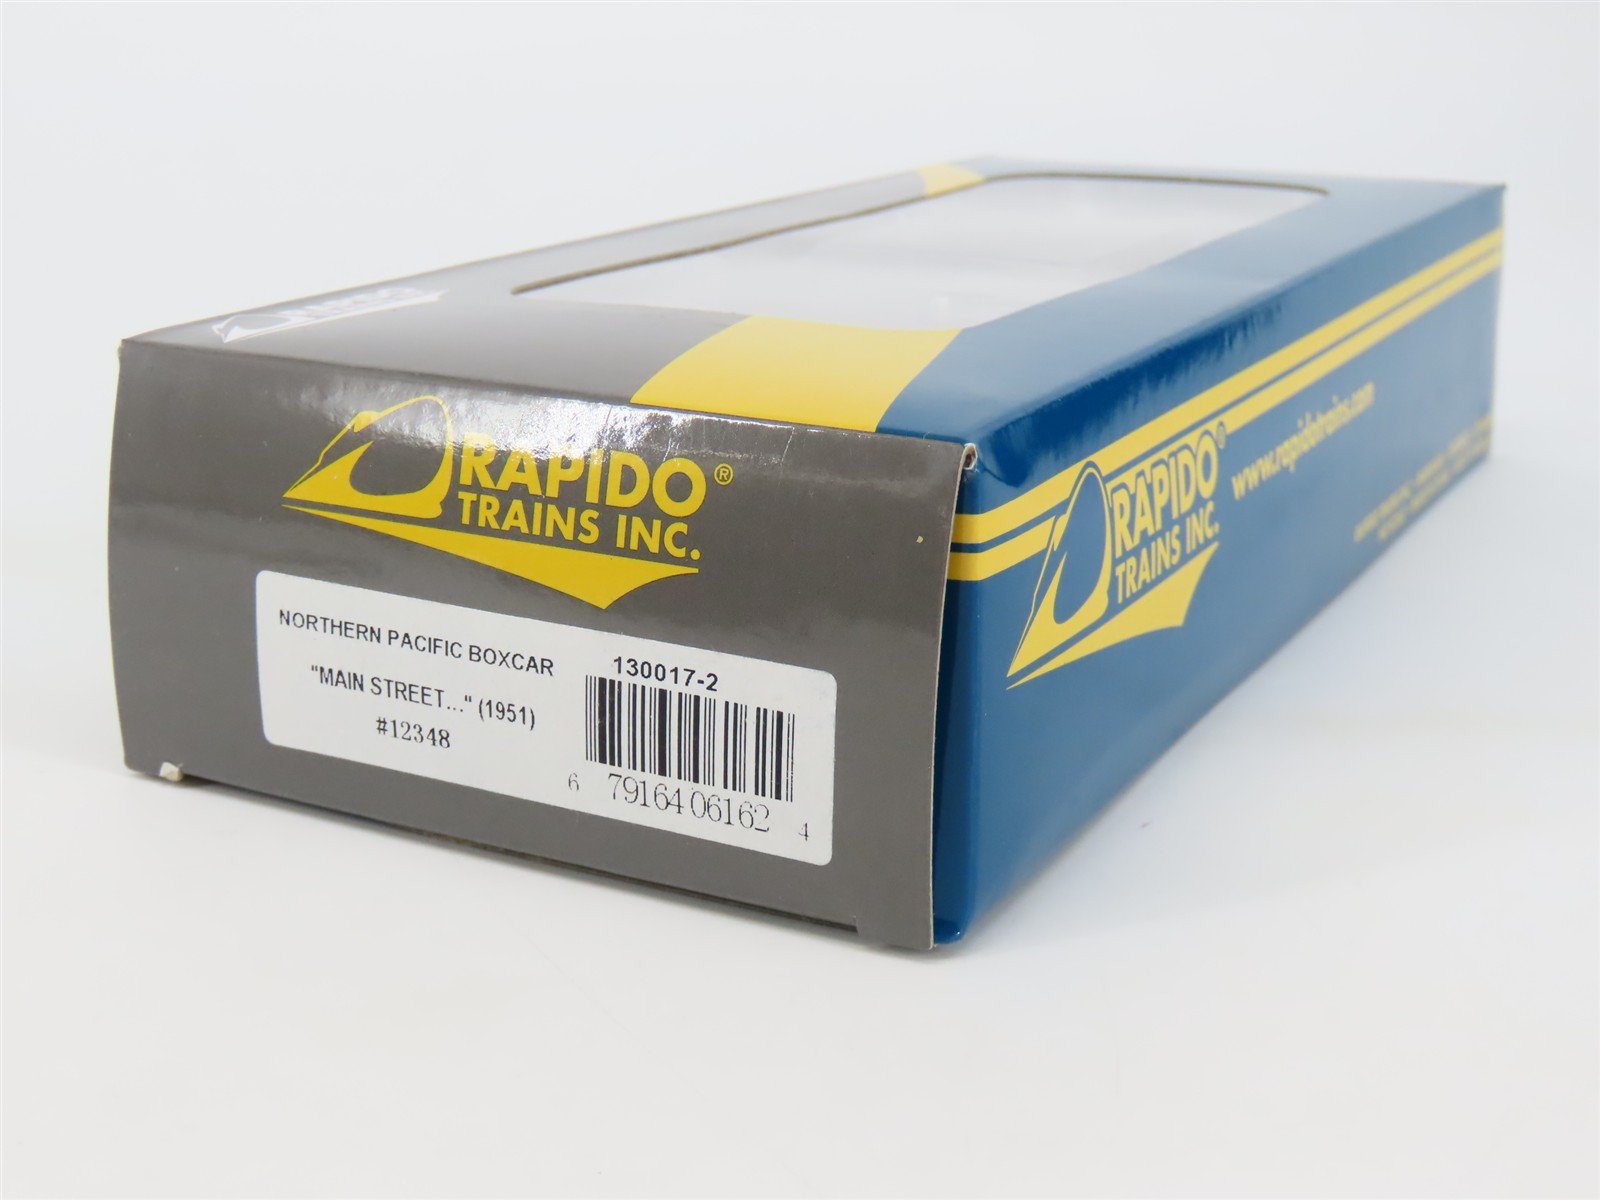 RAPIDO®
TRAINS INC.
NORTHERN PACIFIC BOXCAR
"MAIN STREET..." (1951)
#12348
130017-2
6 79164 06162 4
RAPIDO®
TRAINS INC.
www.rapidotrains.com